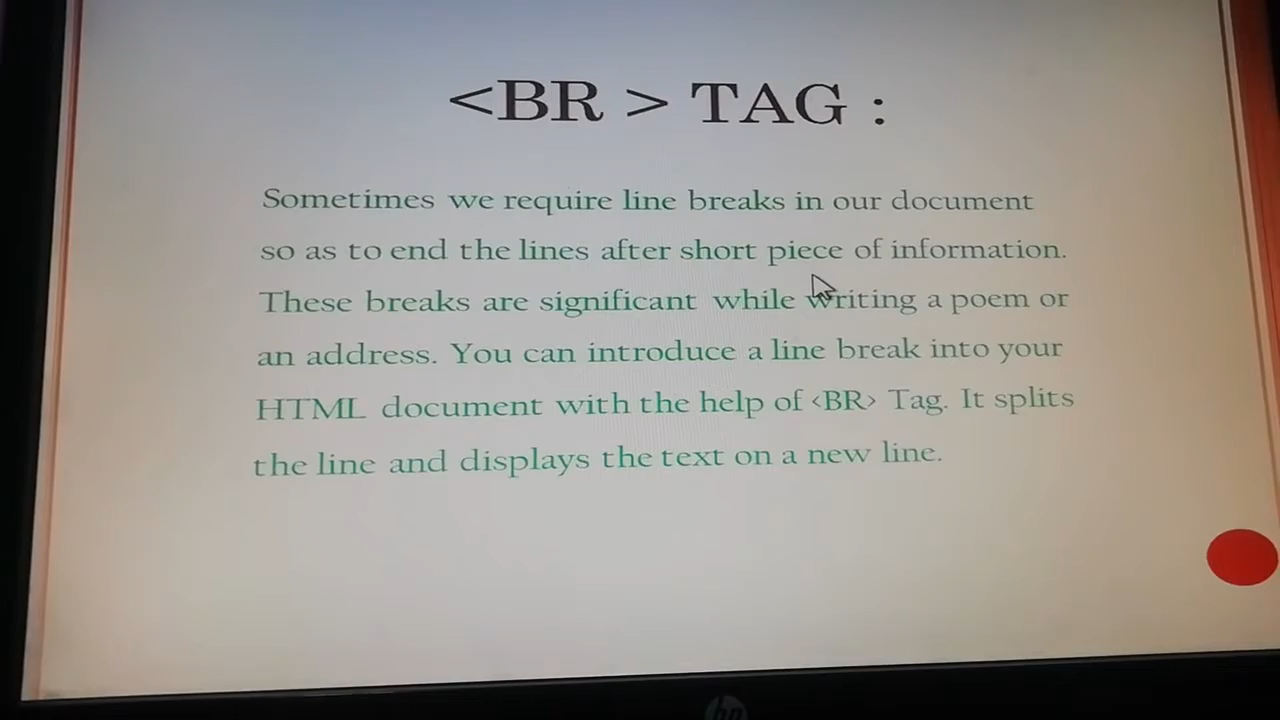 <BR > TAG :
Sometimes we require line breaks in our document
so as to end the lines after short piece of information.
These breaks are significant while writing a poem or
an address. You can introduce a line break into your
HTML document with the help of <BR> Tag. It splits
the line and displays the text on a new line.
hp